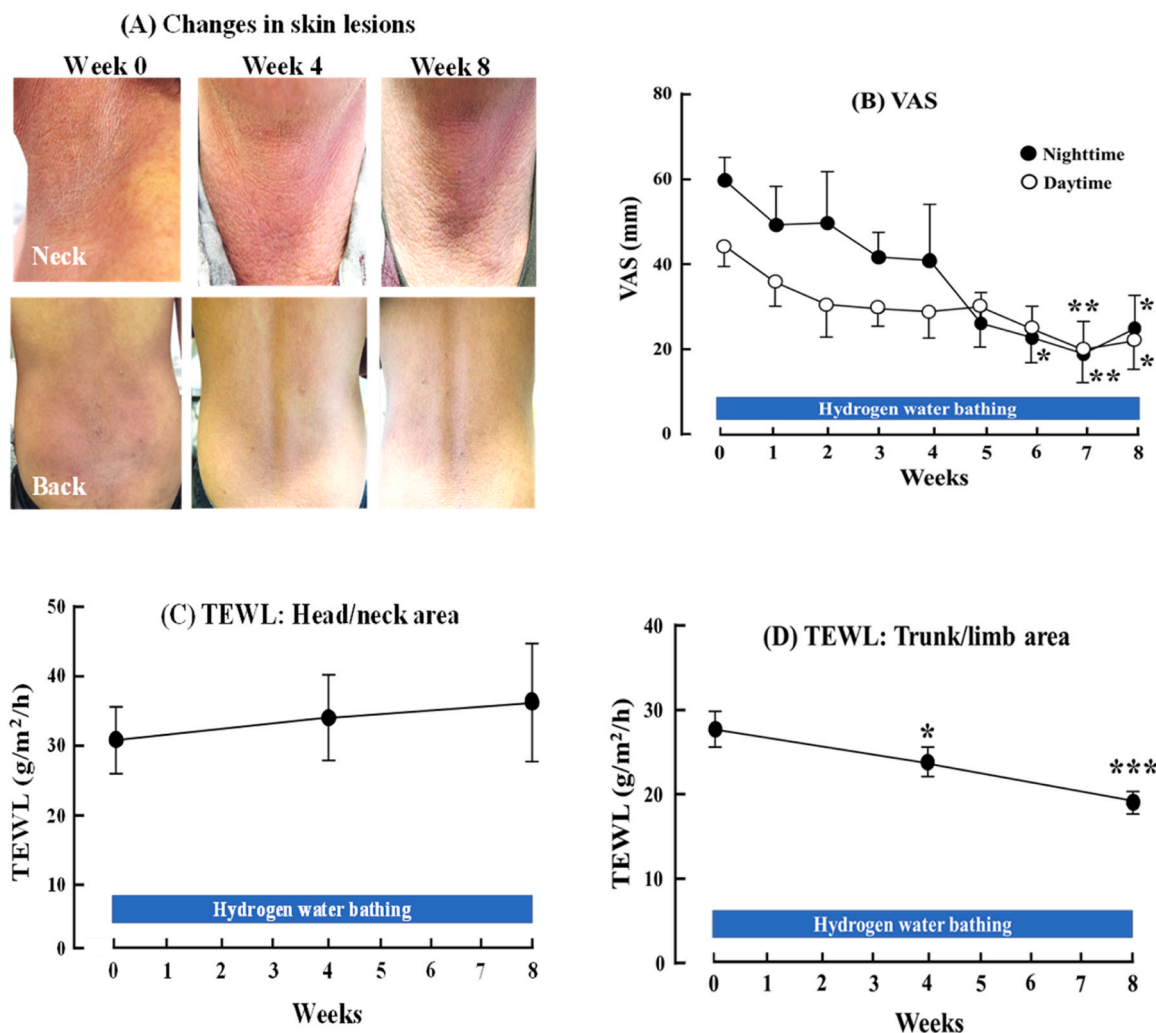 (A) Changes in skin lesions
Week 0 Week 4 Week 8
Neck
Back
(B) VAS
80
60
40
20
0
VAS (mm)
Nighttime
Daytime
**
*
*
**
*
Hydrogen water bathing
0 1 2 3 4 5 6 7 8
Weeks
(C) TEWL: Head/neck area
50
40
30
20
10
0
TEWL (g/m²/h)
Hydrogen water bathing
0 1 2 3 4 5 6 7 8
Weeks
(D) TEWL: Trunk/limb area
40
30
20
10
0
TEWL (g/m²/h)
*
***
Hydrogen water bathing
0 1 2 3 4 5 6 7 8
Weeks